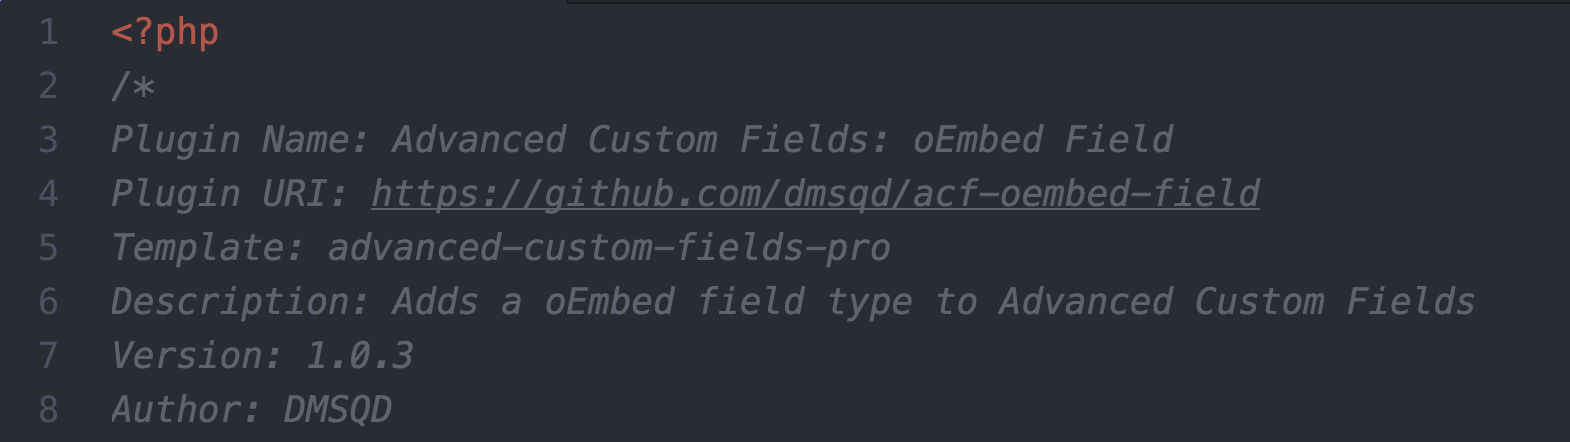 1 <?php
2 /*
3 Plugin Name: Advanced Custom Fields: oEmbed Field
4 Plugin URI: https://github.com/dmsqd/acf-oembed-field
5 Template: advanced-custom-fields-pro
6 Description: Adds a oEmbed field type to Advanced Custom Fields
7 Version: 1.0.3
8 Author: DMSQD